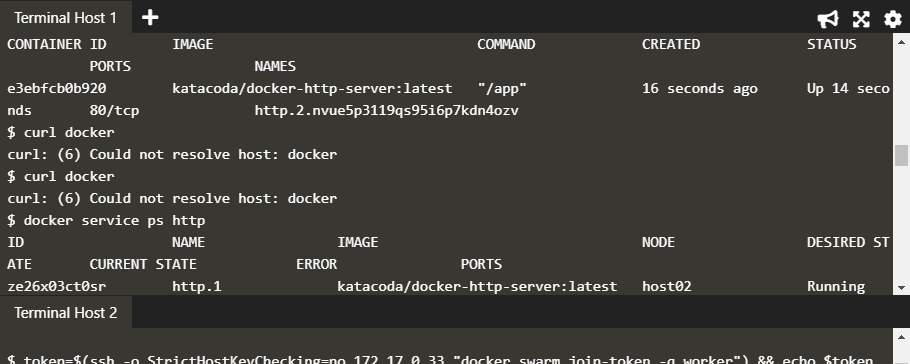 Terminal Host 1
CONTAINER ID IMAGE COMMAND CREATED STATUS
PORTS NAMES
e3ebfcb0b920 katacoda/docker-http-server:latest "/app" 16 seconds ago Up 14 seco
nds 80/tcp http.2.nvue5p3119qs95i6p7kdn4ozv
$ curl docker
curl: (6) Could not resolve host: docker
$ curl docker
curl: (6) Could not resolve host: docker
$ docker service ps http
ID NAME IMAGE NODE DESIRED ST
ATE CURRENT STATE ERROR PORTS
ze26x03ct0sr http.1 katacoda/docker-http-server:latest host02 Running
Terminal Host 2
$ token=$(ssh -o StrictHostKeyChecking=no 172.17.0.33 "docker swarm join-token -q worker") && echo $token